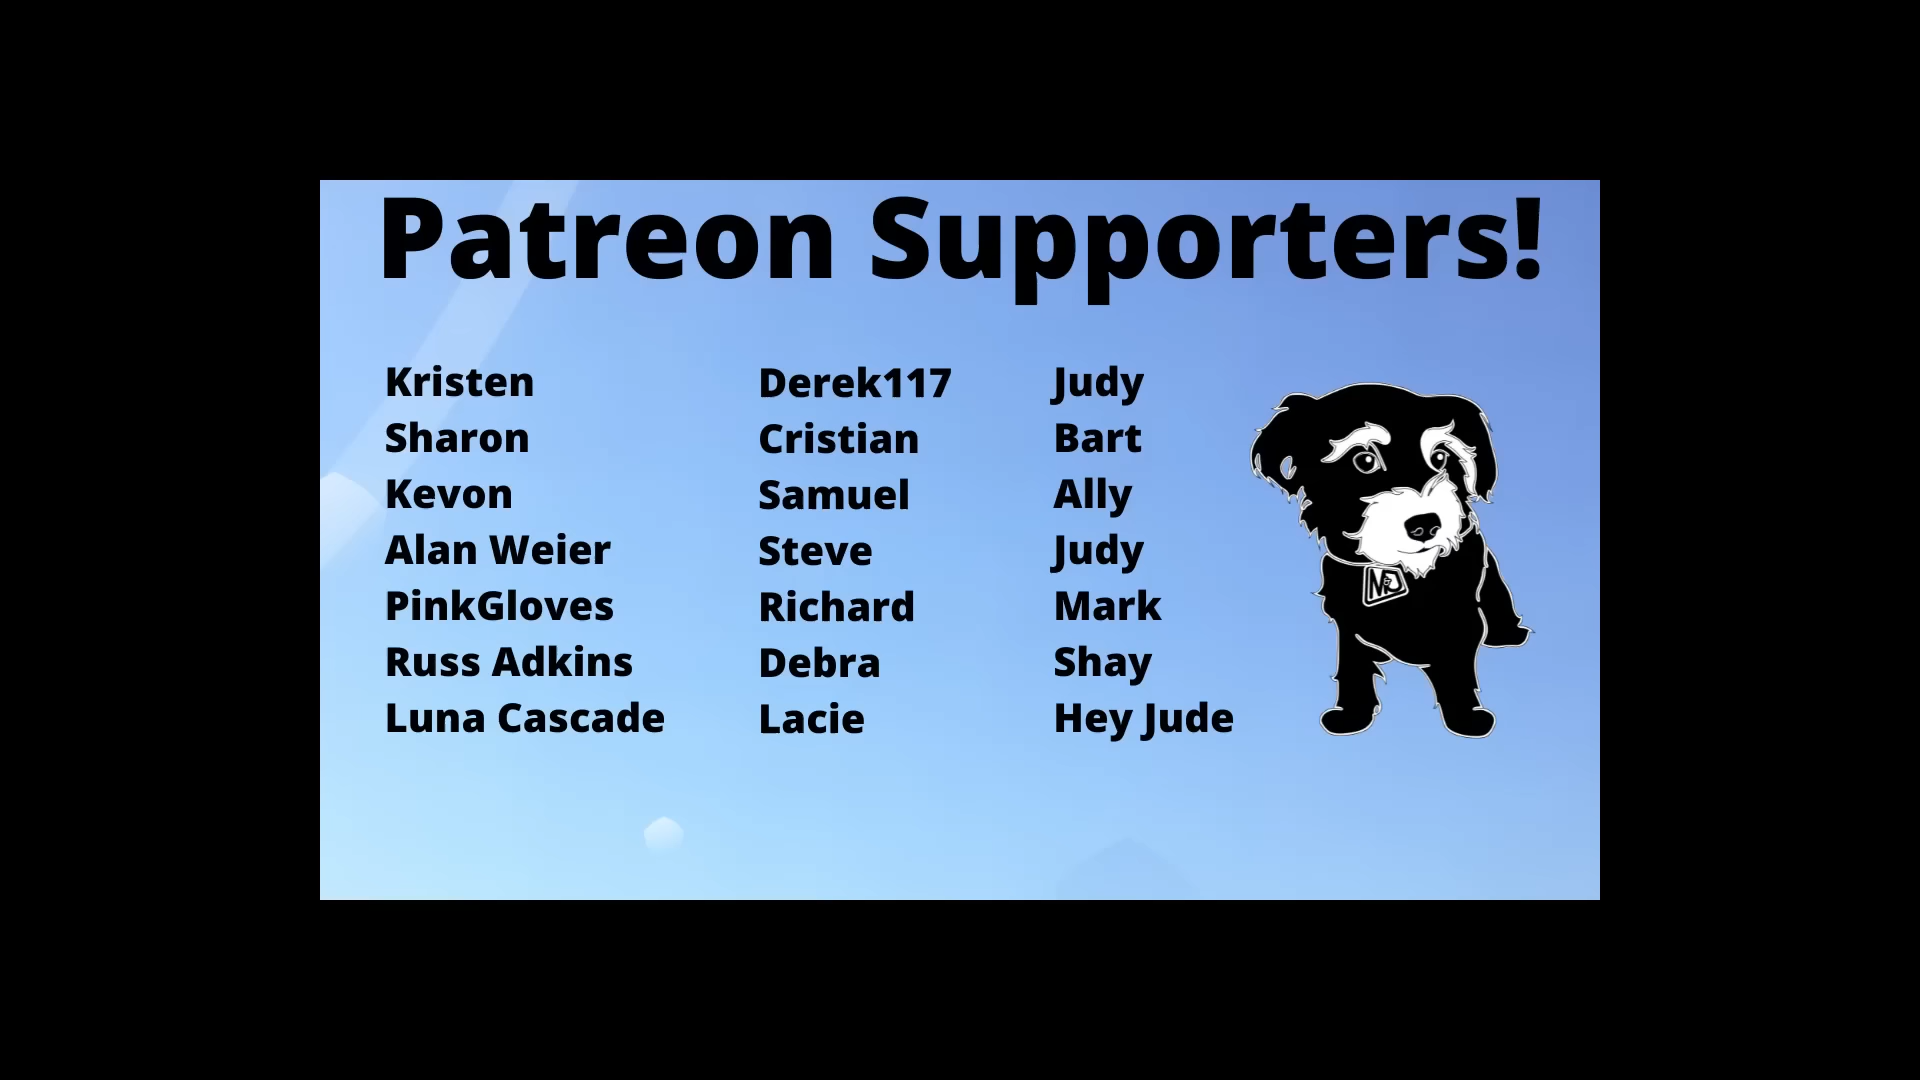 Patreon Supporters!
Kristen
Sharon
Kevon
Alan Weier
PinkGloves
Russ Adkins
Luna Cascade
Derek117
Cristian
Samuel
Steve
Richard
Debra
Lacie
Judy
Bart
Ally
Judy
Mark
Shay
Hey Jude